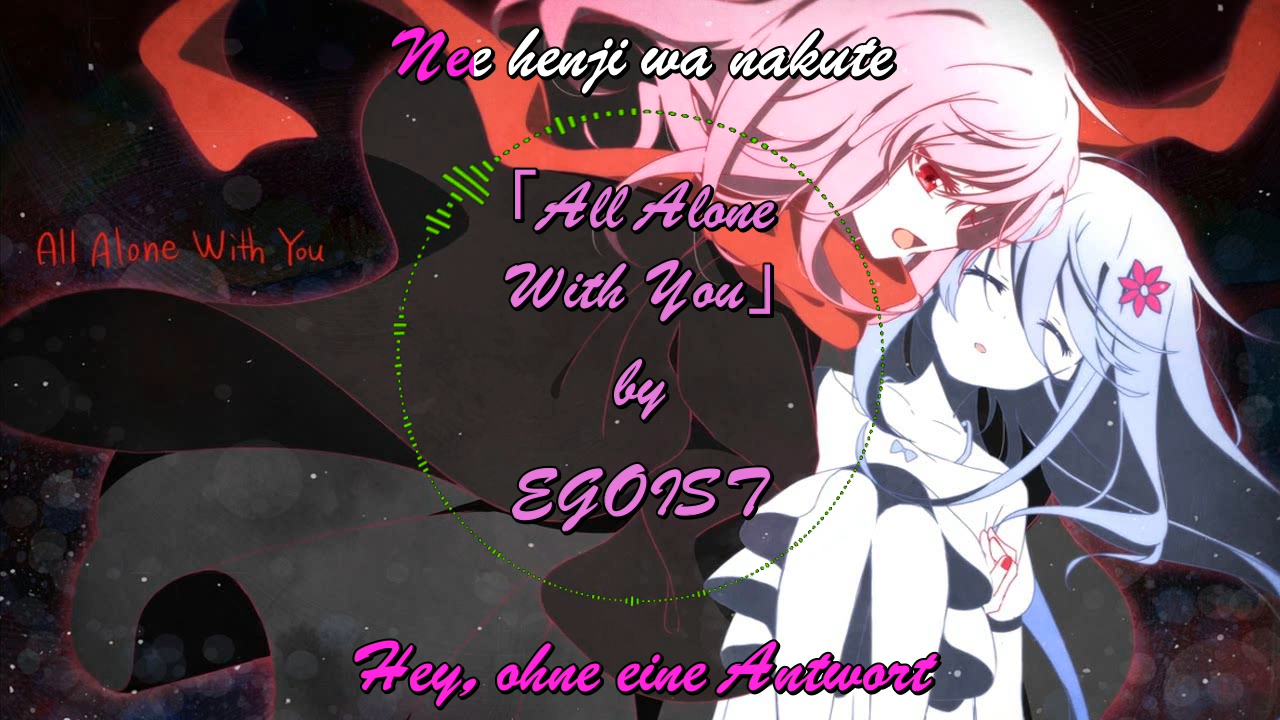 Nee henji wa nakute
「All Alone
With You」
All Alone With You
by
EGOIST
Hey, ohne eine Antwort